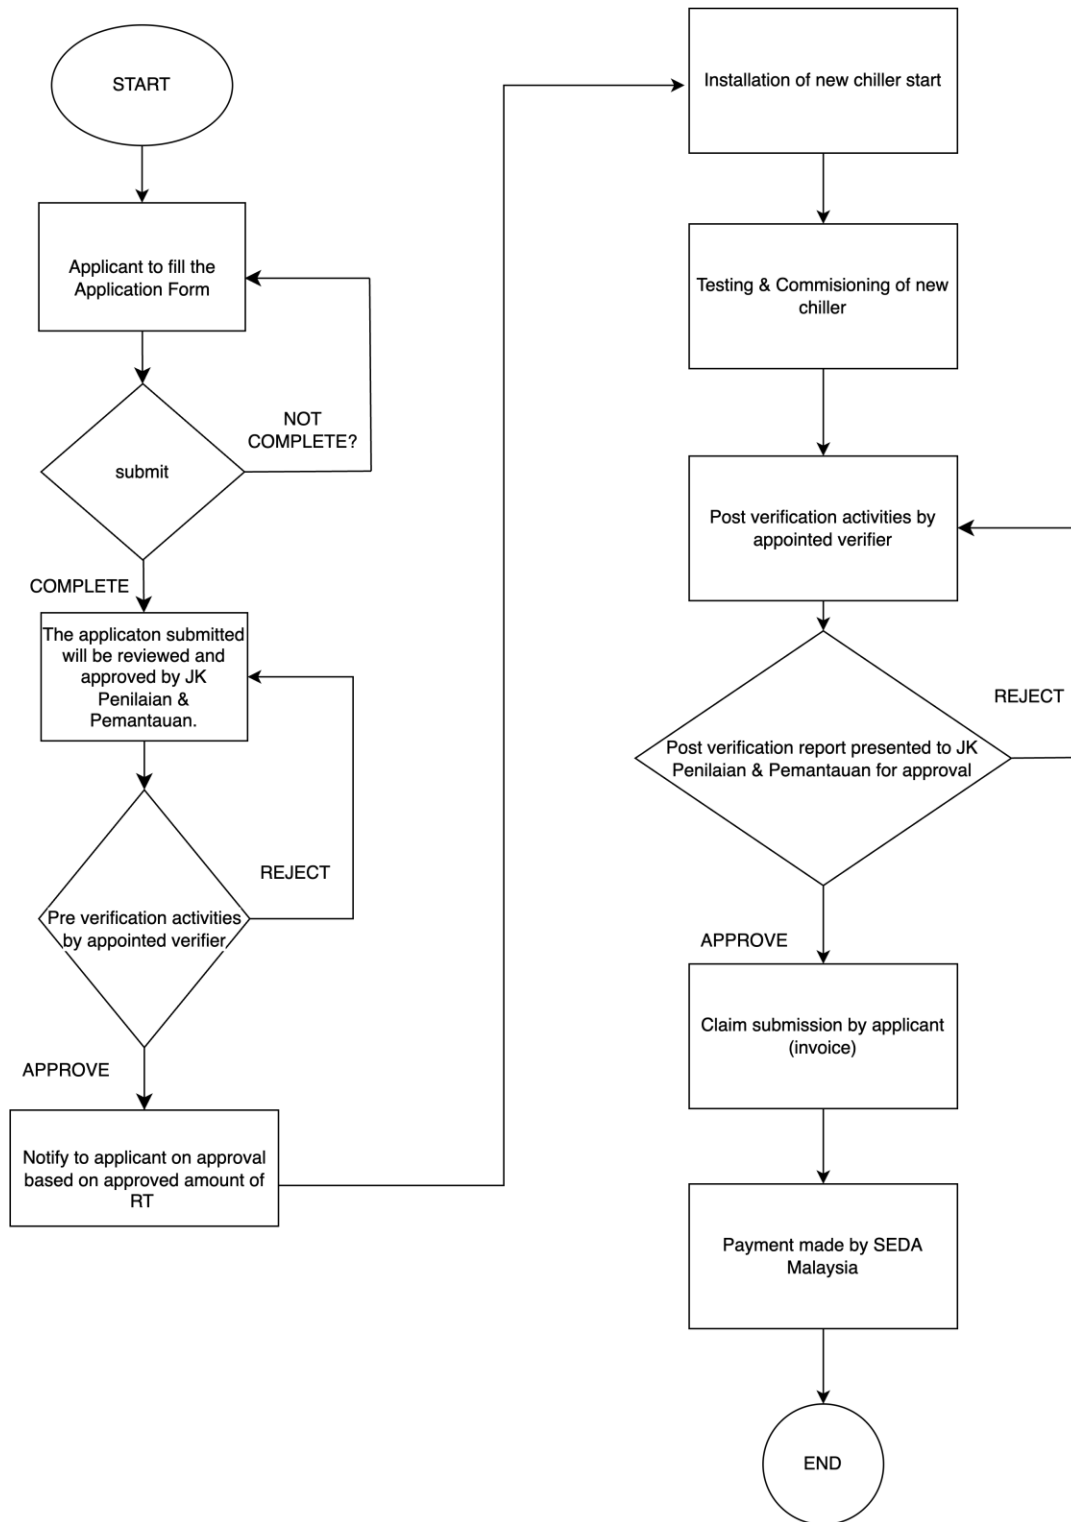 START
Applicant to fill the
Application Form
NOT
COMPLETE?
submit
COMPLETE
The applicaton submitted
will be reviewed and
approved by JK
Penilaian &
Pemantauan.
REJECT
Pre verification activities
by appointed verifier
APPROVE
Notify to applicant on approval
based on approved amount of
RT
Installation of new chiller start
Testing & Commisioning of new
chiller
Post verification activities by
appointed verifier
REJECT
Post verification report presented to JK
Penilaian & Pemantauan for approval
APPROVE
Claim submission by applicant
(invoice)
Payment made by SEDA
Malaysia
END